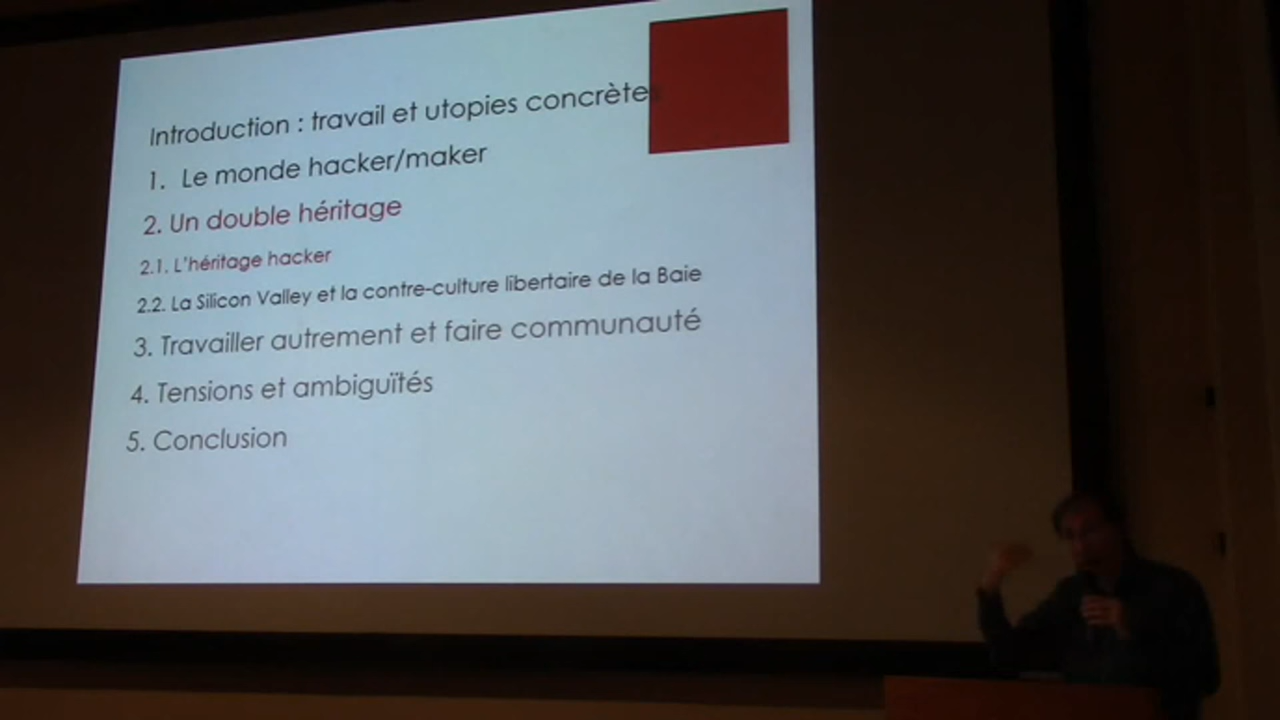 Introduction : travail et utopies concrètes
1. Le monde hacker/maker
2. Un double héritage
2.1. L'héritage hacker
2.2. La Silicon Valley et la contre-culture libertaire de la Baie
3. Travailler autrement et faire communauté
4. Tensions et ambiguïtés
5. Conclusion